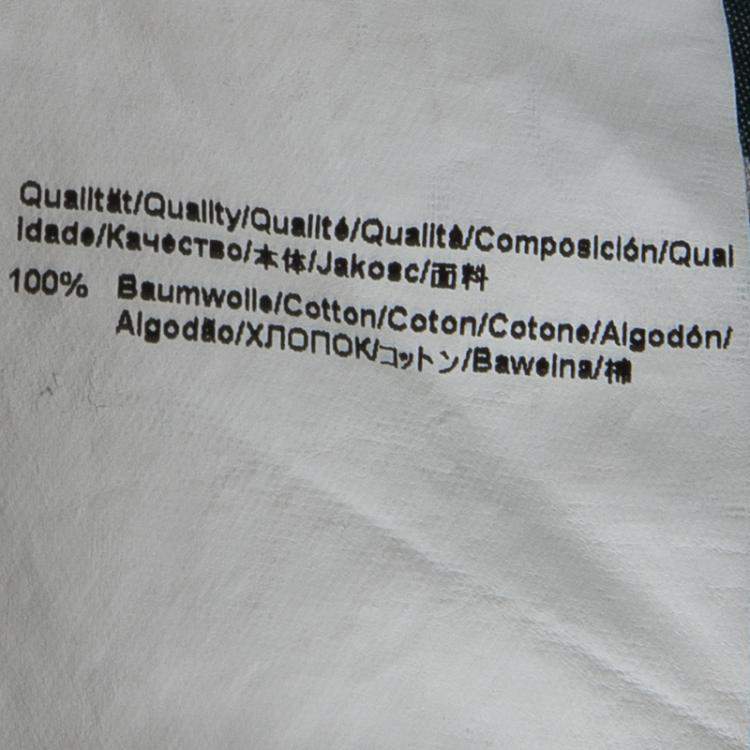 Qualität/Quality/Qualité/Qualità/Composición/Qual
idade/Качество/本体/Jakosc/面料
100% Baumwolle/Cotton/Coton/Cotone/Algodón/
Algodão/ХЛОПОК/コットン/Bawelna/棉